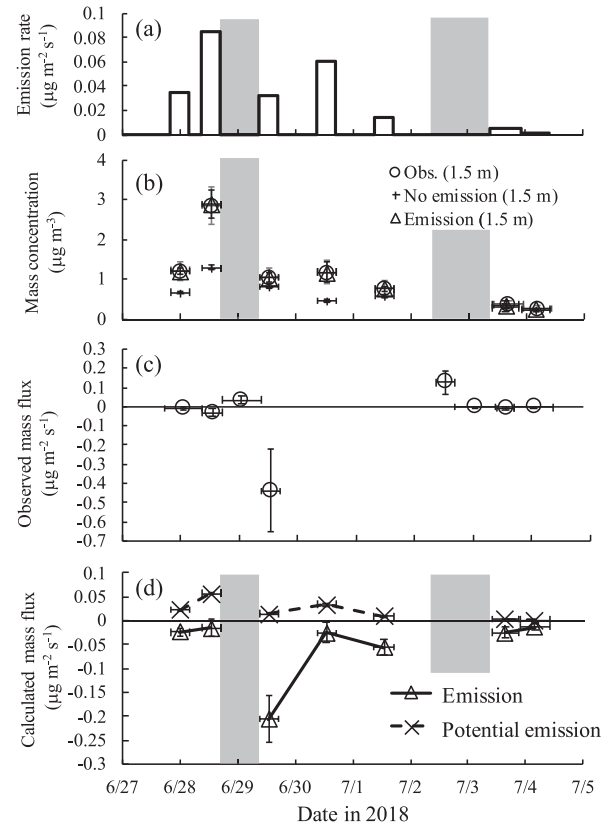 (a)
Emission rate
(μg m-2 s-1)
0.1
0.08
0.06
0.04
0.02
0
(b)
Mass concentration
(μg m-3)
4
3
2
1
0
Obs. (1.5 m)
No emission (1.5 m)
Emission (1.5 m)
(c)
Observed mass flux
(μg m-2 s-1)
0.3
0.2
0.1
0
-0.1
-0.2
-0.3
-0.4
-0.5
-0.6
-0.7
(d)
Calculated mass flux
(μg m-2 s-1)
0.1
0.05
0
-0.05
-0.1
-0.15
-0.2
-0.25
-0.3
Emission
Potential emission
6/27 6/28 6/29 6/30 7/1 7/2 7/3 7/4 7/5
Date in 2018